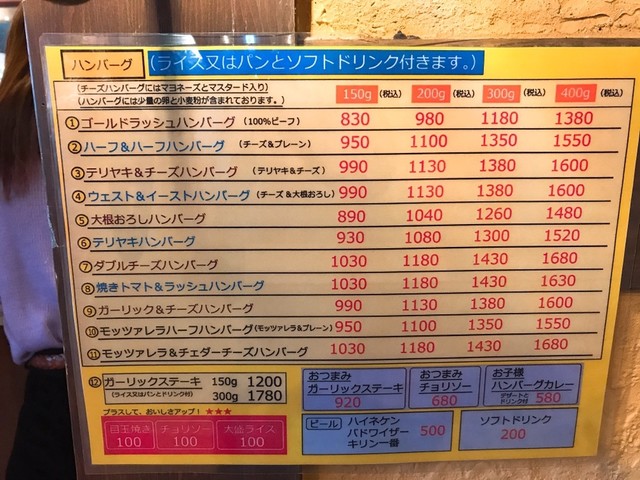 ハンバーグ (ライス又はパンとソフトドリンク付きます。)
(チーズハンバーグにはマヨネーズとマスタード入り)
(ハンバーグには少量の卵と小麦粉が含まれております。)
150g (税込) 200g (税込) 300g (税込) 400g (税込)
①ゴールドラッシュハンバーグ (100%ビーフ) 830 980 1180 1380
②ハーフ&ハーフハンバーグ (チーズ&プレーン) 950 1100 1350 1550
③テリヤキ&チーズハンバーグ (テリヤキ&チーズ) 990 1130 1380 1600
④ウェスト&イーストハンバーグ (チーズ&大根おろし) 990 1130 1380 1600
⑤大根おろしハンバーグ 890 1040 1260 1480
⑥テリヤキハンバーグ 930 1080 1300 1520
⑦ダブルチーズハンバーグ 1030 1180 1430 1680
⑧焼きトマト&ラッシュハンバーグ 1030 1180 1430 1630
⑨ガーリック&チーズハンバーグ 990 1130 1380 1600
⑩モッツァレラハーフハンバーグ(モッツァレラ&プレーン) 950 1100 1350 1550
⑪モッツァレラ&チェダーチーズハンバーグ 1030 1180 1430 1680
⑫ ガーリックステーキ 150g 1200
(ライス又はパンとドリンク付) 300g 1780
プラスして、おいしさアップ! ★★★
目玉焼き 100
チョリソー 100
大盛ライス 100
おつまみ
ガーリックステーキ
920
おつまみ
チョリソー
680
お子様
ハンバーグカレー
デザートと
ドリンク付 580
ビール ハイネケン
バドワイザー 500
キリン一番
ソフトドリンク
200